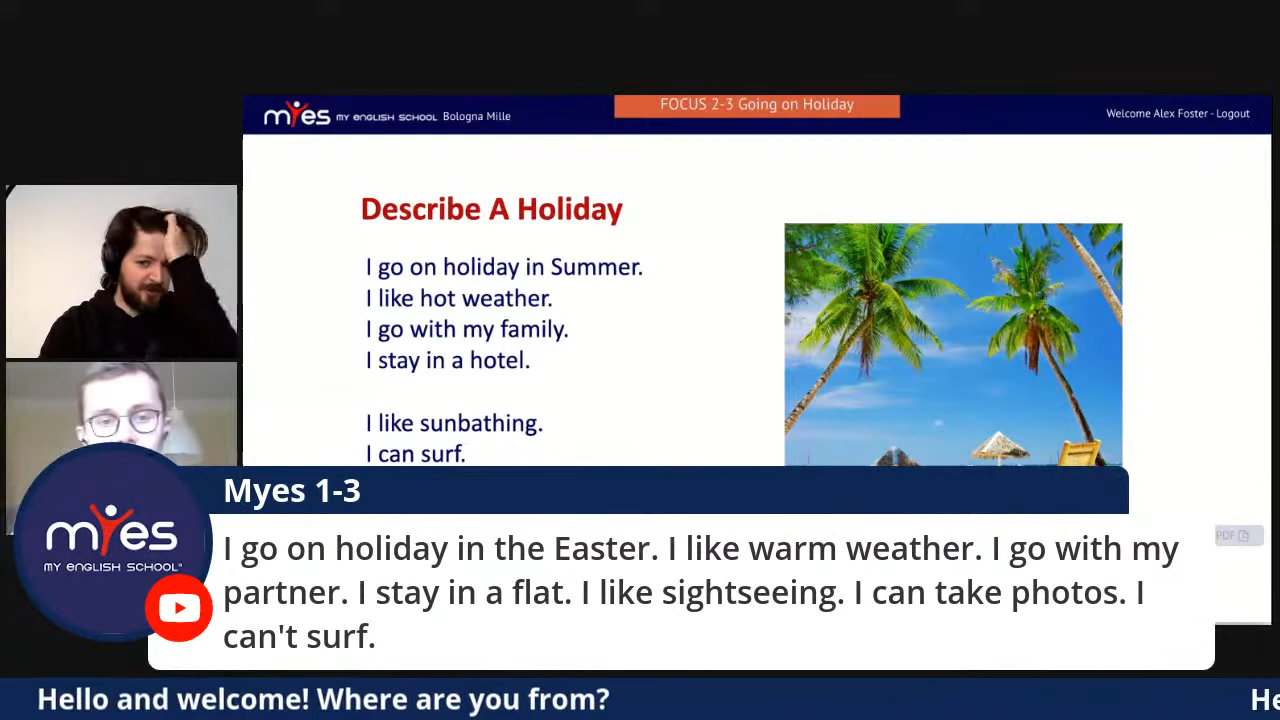 FOCUS 2-3 Going on Holiday
myes MY ENGLISH SCHOOL Bologna Mille
Welcome Alex Foster - Logout
Describe A Holiday
I go on holiday in Summer.
I like hot weather.
I go with my family.
I stay in a hotel.
I like sunbathing.
I can surf.
Myes 1-3
myes
MY ENGLISH SCHOOL
I go on holiday in the Easter. I like warm weather. I go with my
partner. I stay in a flat. I like sightseeing. I can take photos. I
can't surf.
PDF
Hello and welcome! Where are you from?
He